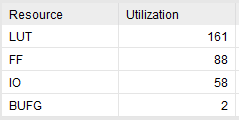 Resource Utilization
LUT 161
FF 88
IO 58
BUFG 2